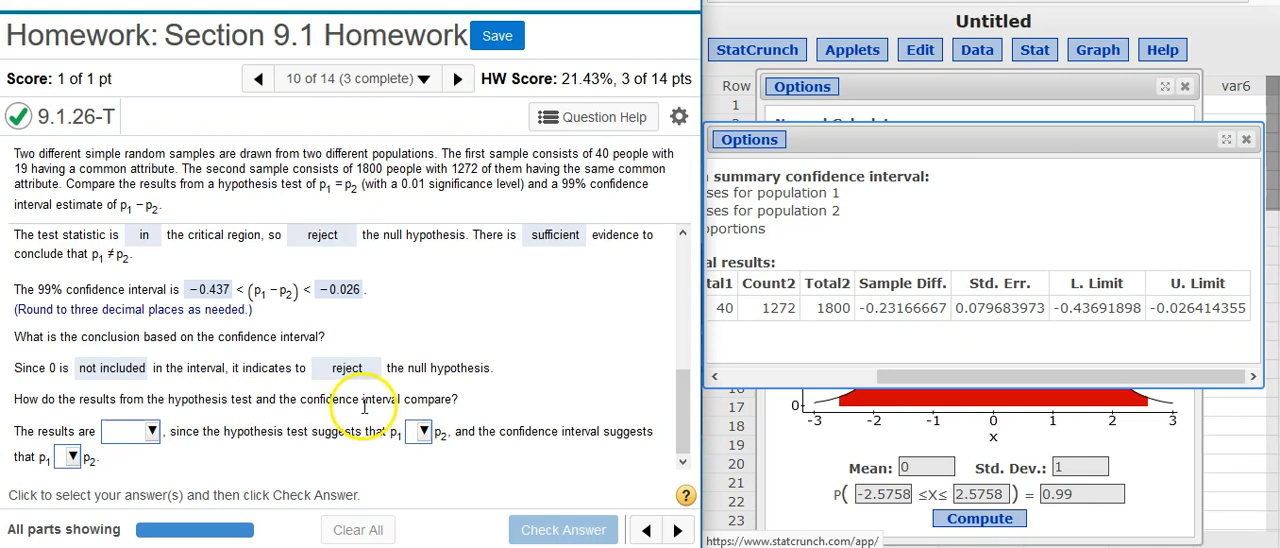 Homework: Section 9.1 Homework
Save
Score: 1 of 1 pt
10 of 14 (3 complete)
HW Score: 21.43%, 3 of 14 pts
9.1.26-T
Question Help
Two different simple random samples are drawn from two different populations. The first sample consists of 40 people with
19 having a common attribute. The second sample consists of 1800 people with 1272 of them having the same common
attribute. Compare the results from a hypothesis test of p1 = p2 (with a 0.01 significance level) and a 99% confidence
interval estimate of p1 − p2.
The test statistic is in the critical region, so reject the null hypothesis. There is sufficient evidence to
conclude that p1 ≠ p2.
The 99% confidence interval is −0.437 < (p1 − p2) < −0.026.
(Round to three decimal places as needed.)
What is the conclusion based on the confidence interval?
Since 0 is not included in the interval, it indicates to reject the null hypothesis.
How do the results from the hypothesis test and the confidence interval compare?
The results are , since the hypothesis test suggests that p1 p2, and the confidence interval suggests
that p1 p2.
Click to select your answer(s) and then click Check Answer.
?
All parts showing
Clear All
Check Answer
Untitled
StatCrunch Applets Edit Data Stat Graph Help
Row
var6
1
Options
Options
summary confidence interval:
ses for population 1
ses for population 2
oportions
al results:
tal1 Count2 Total2 Sample Diff. Std. Err. L. Limit U. Limit
40 1272 1800 -0.23166667 0.079683973 -0.43691898 -0.026414355
17
18
19
20
21
22
23
0
-3 -2 -1 0 1 2 3
x
Mean: 0 Std. Dev.: 1
P( -2.5758 ≤X≤ 2.5758 ) = 0.99
Compute
https://www.statcrunch.com/app/